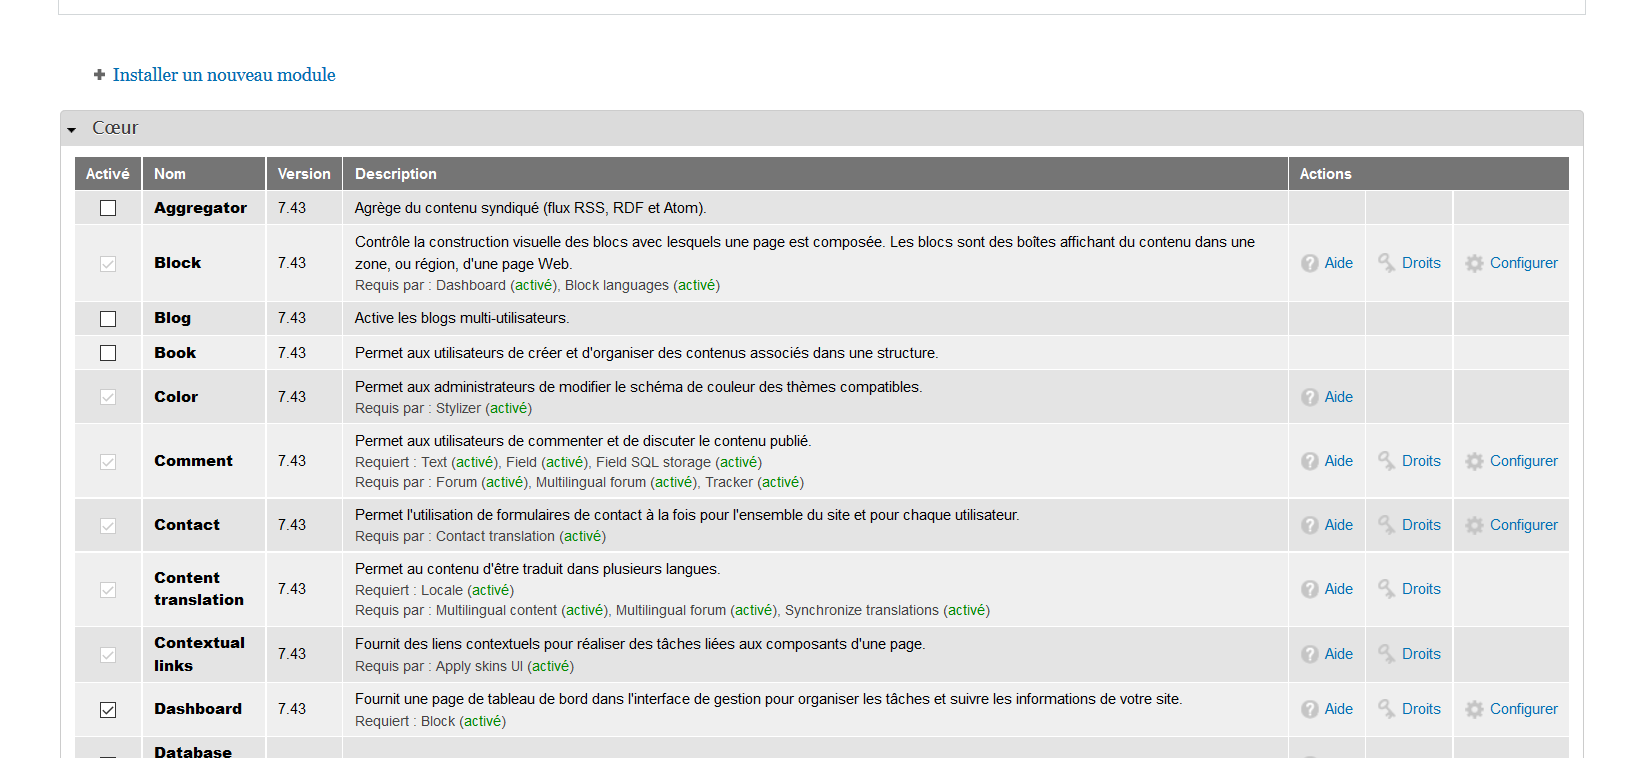 Installer un nouveau module
Cœur
Activé Nom Version Description Actions
Aggregator 7.43 Agrège du contenu syndiqué (flux RSS, RDF et Atom).
Block 7.43 Contrôle la construction visuelle des blocs avec lesquels une page est composée. Les blocs sont des boîtes affichant du contenu dans une
zone, ou région, d'une page Web.
Requis par : Dashboard (activé), Block languages (activé)
Aide Droits Configurer
Blog 7.43 Active les blogs multi-utilisateurs.
Book 7.43 Permet aux utilisateurs de créer et d'organiser des contenus associés dans une structure.
Color 7.43 Permet aux administrateurs de modifier le schéma de couleur des thèmes compatibles.
Requis par : Stylizer (activé)
Aide
Comment 7.43 Permet aux utilisateurs de commenter et de discuter le contenu publié.
Requiert : Text (activé), Field (activé), Field SQL storage (activé)
Requis par : Forum (activé), Multilingual forum (activé), Tracker (activé)
Aide Droits Configurer
Contact 7.43 Permet l'utilisation de formulaires de contact à la fois pour l'ensemble du site et pour chaque utilisateur.
Requis par : Contact translation (activé)
Aide Droits Configurer
Content
translation 7.43 Permet au contenu d'être traduit dans plusieurs langues.
Requiert : Locale (activé)
Requis par : Multilingual content (activé), Multilingual forum (activé), Synchronize translations (activé)
Aide Droits
Contextual
links 7.43 Fournit des liens contextuels pour réaliser des tâches liées aux composants d'une page.
Requis par : Apply skins UI (activé)
Aide Droits
Dashboard 7.43 Fournit une page de tableau de bord dans l'interface de gestion pour organiser les tâches et suivre les informations de votre site.
Requiert : Block (activé)
Aide Droits Configurer
Database